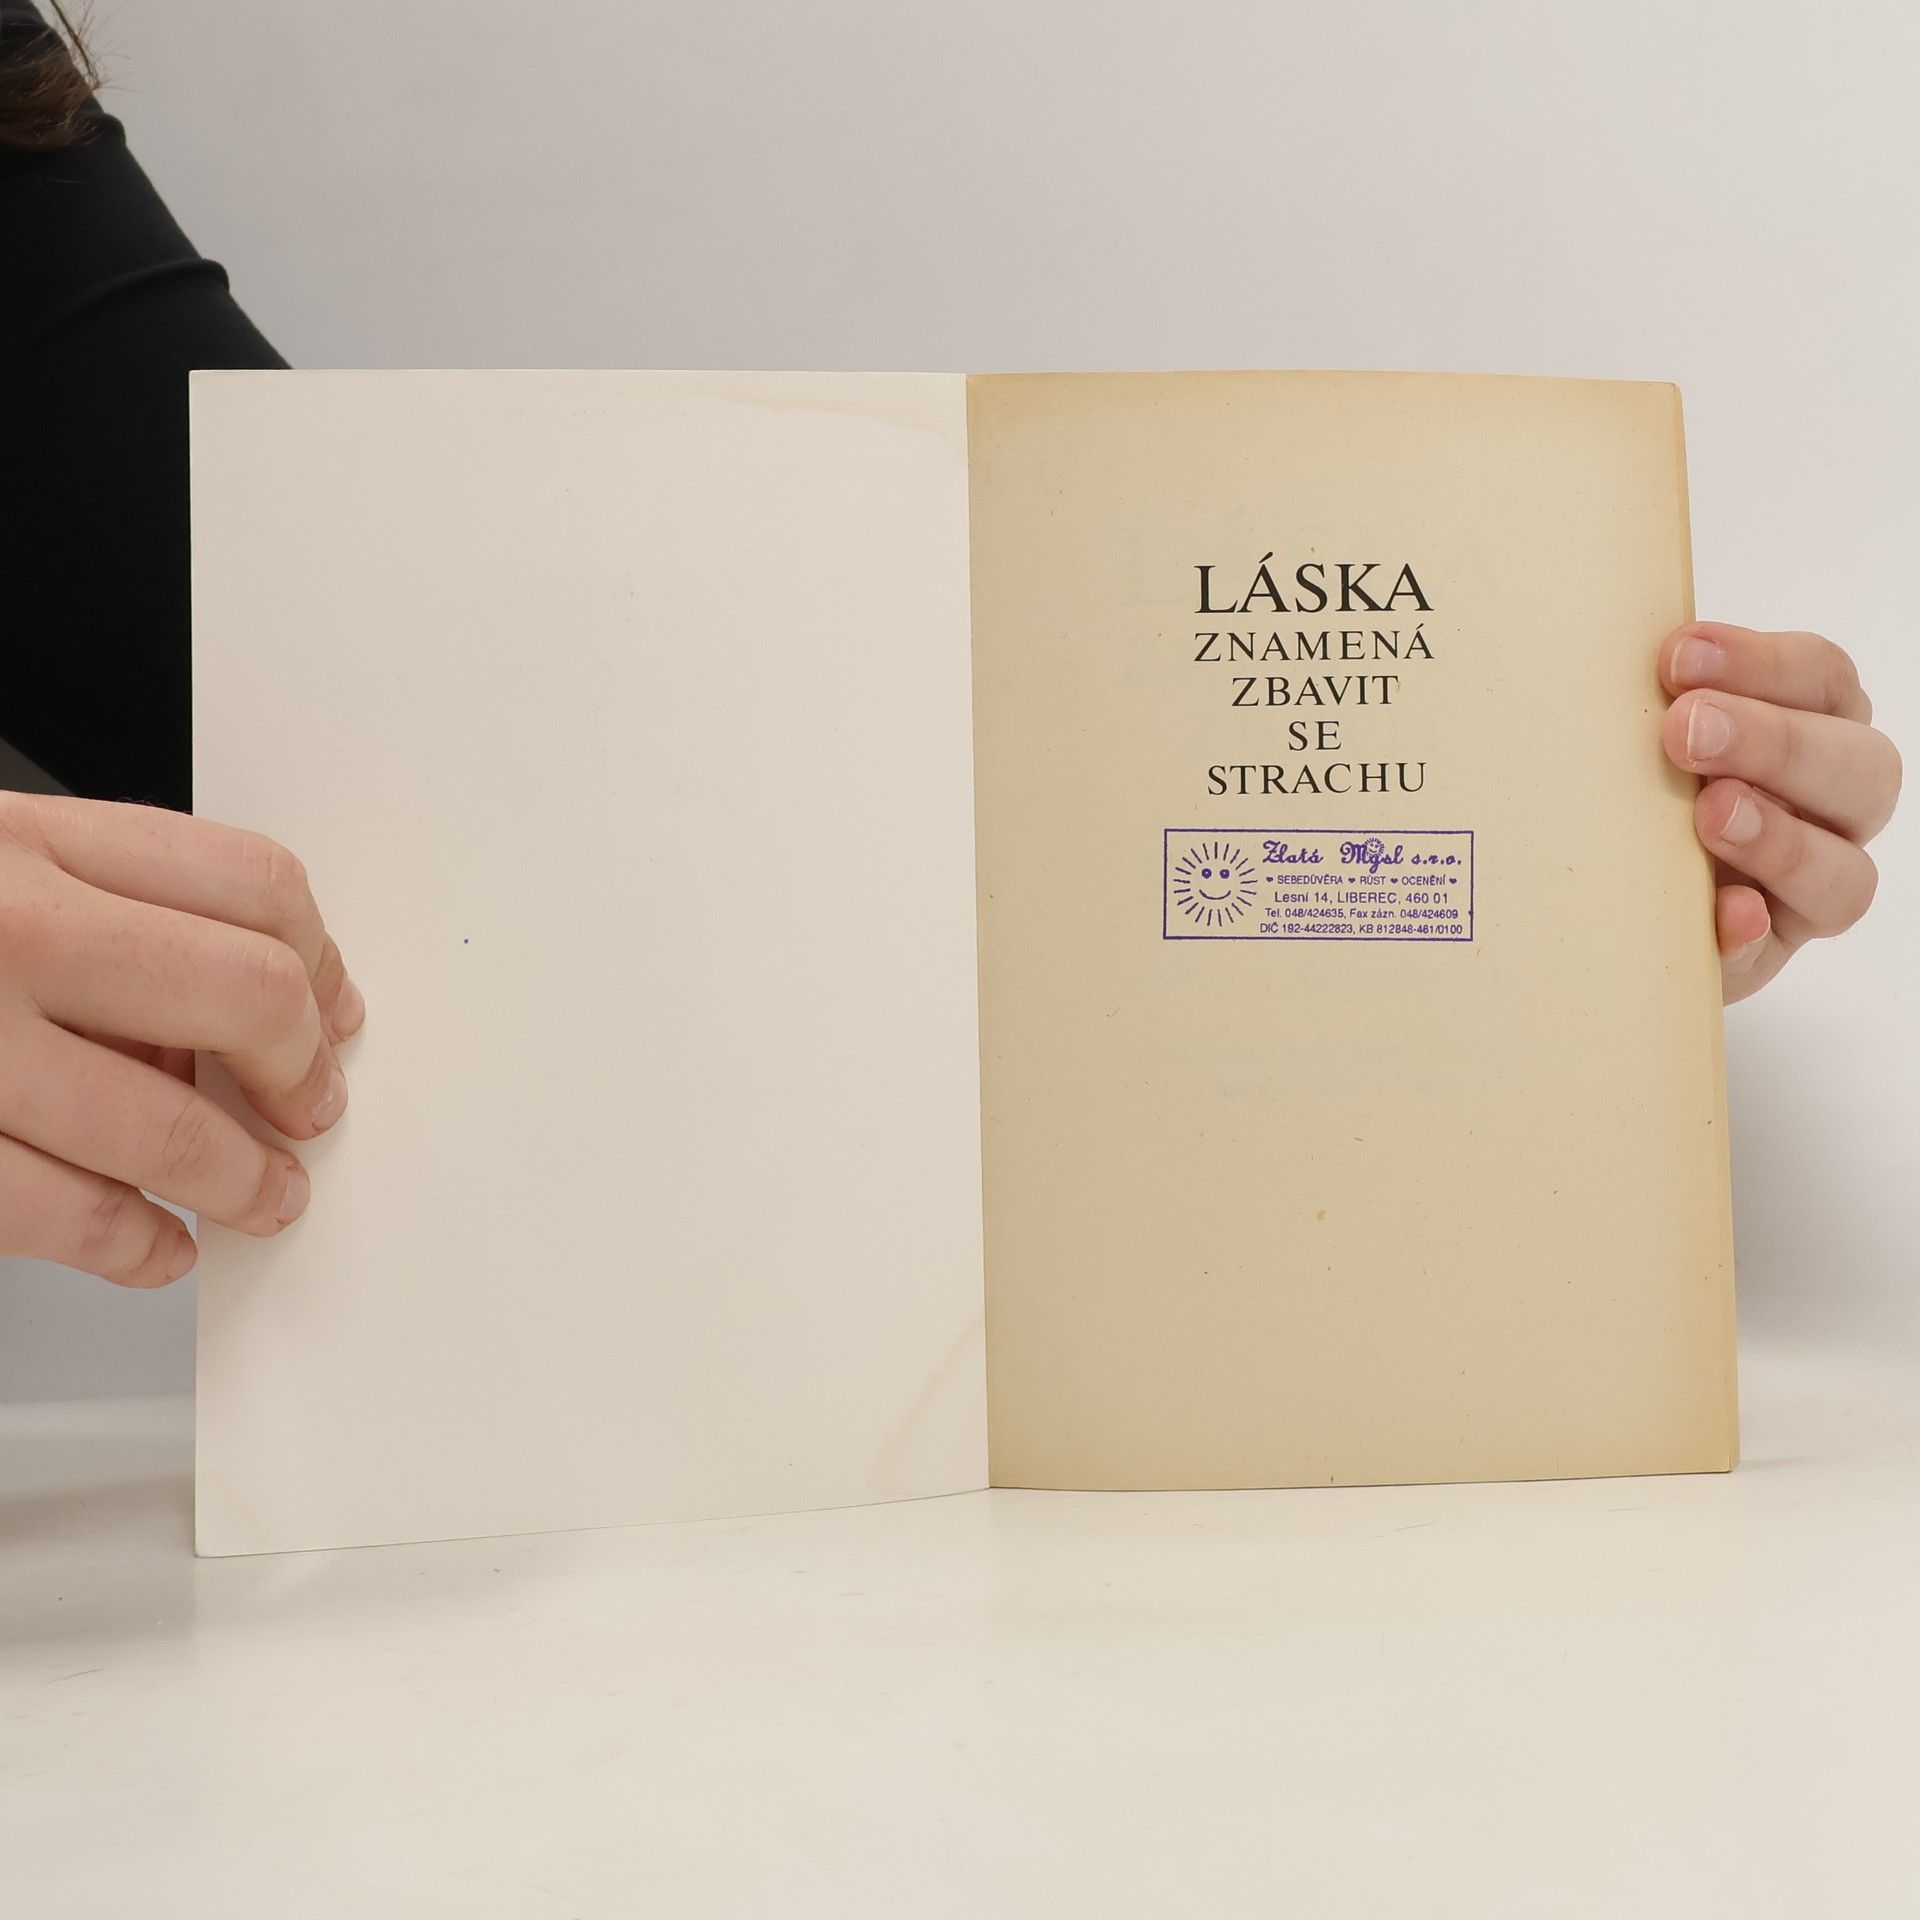 LÁSKA
ZNAMENÁ
ZBAVIT
SE
STRACHU
Zlatá Mysl s.r.o.
❤ SEBEDŮVĚRA ❤ RŮST ❤ OCENĚNÍ ❤
Lesní 14, LIBEREC, 460 01
Tel. 048/424635, Fax zázn. 048/424609
DIČ 192-44222823, KB 812848-461/0100